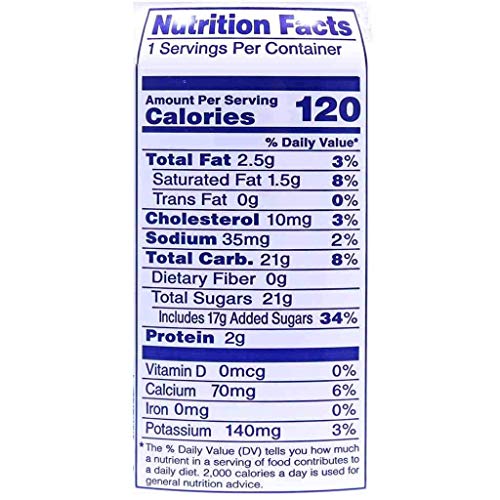 Nutrition Facts
1 Servings Per Container
Amount Per Serving
Calories 120
% Daily Value*
Total Fat 2.5g 3%
Saturated Fat 1.5g 8%
Trans Fat 0g 0%
Cholesterol 10mg 3%
Sodium 35mg 2%
Total Carb. 21g 8%
Dietary Fiber 0g
Total Sugars 21g
Includes 17g Added Sugars 34%
Protein 2g
Vitamin D 0mcg 0%
Calcium 70mg 6%
Iron 0mg 0%
Potassium 140mg 3%
*The % Daily Value (DV) tells you how much
a nutrient in a serving of food contributes to
a daily diet. 2,000 calories a day is used for
general nutrition advice.